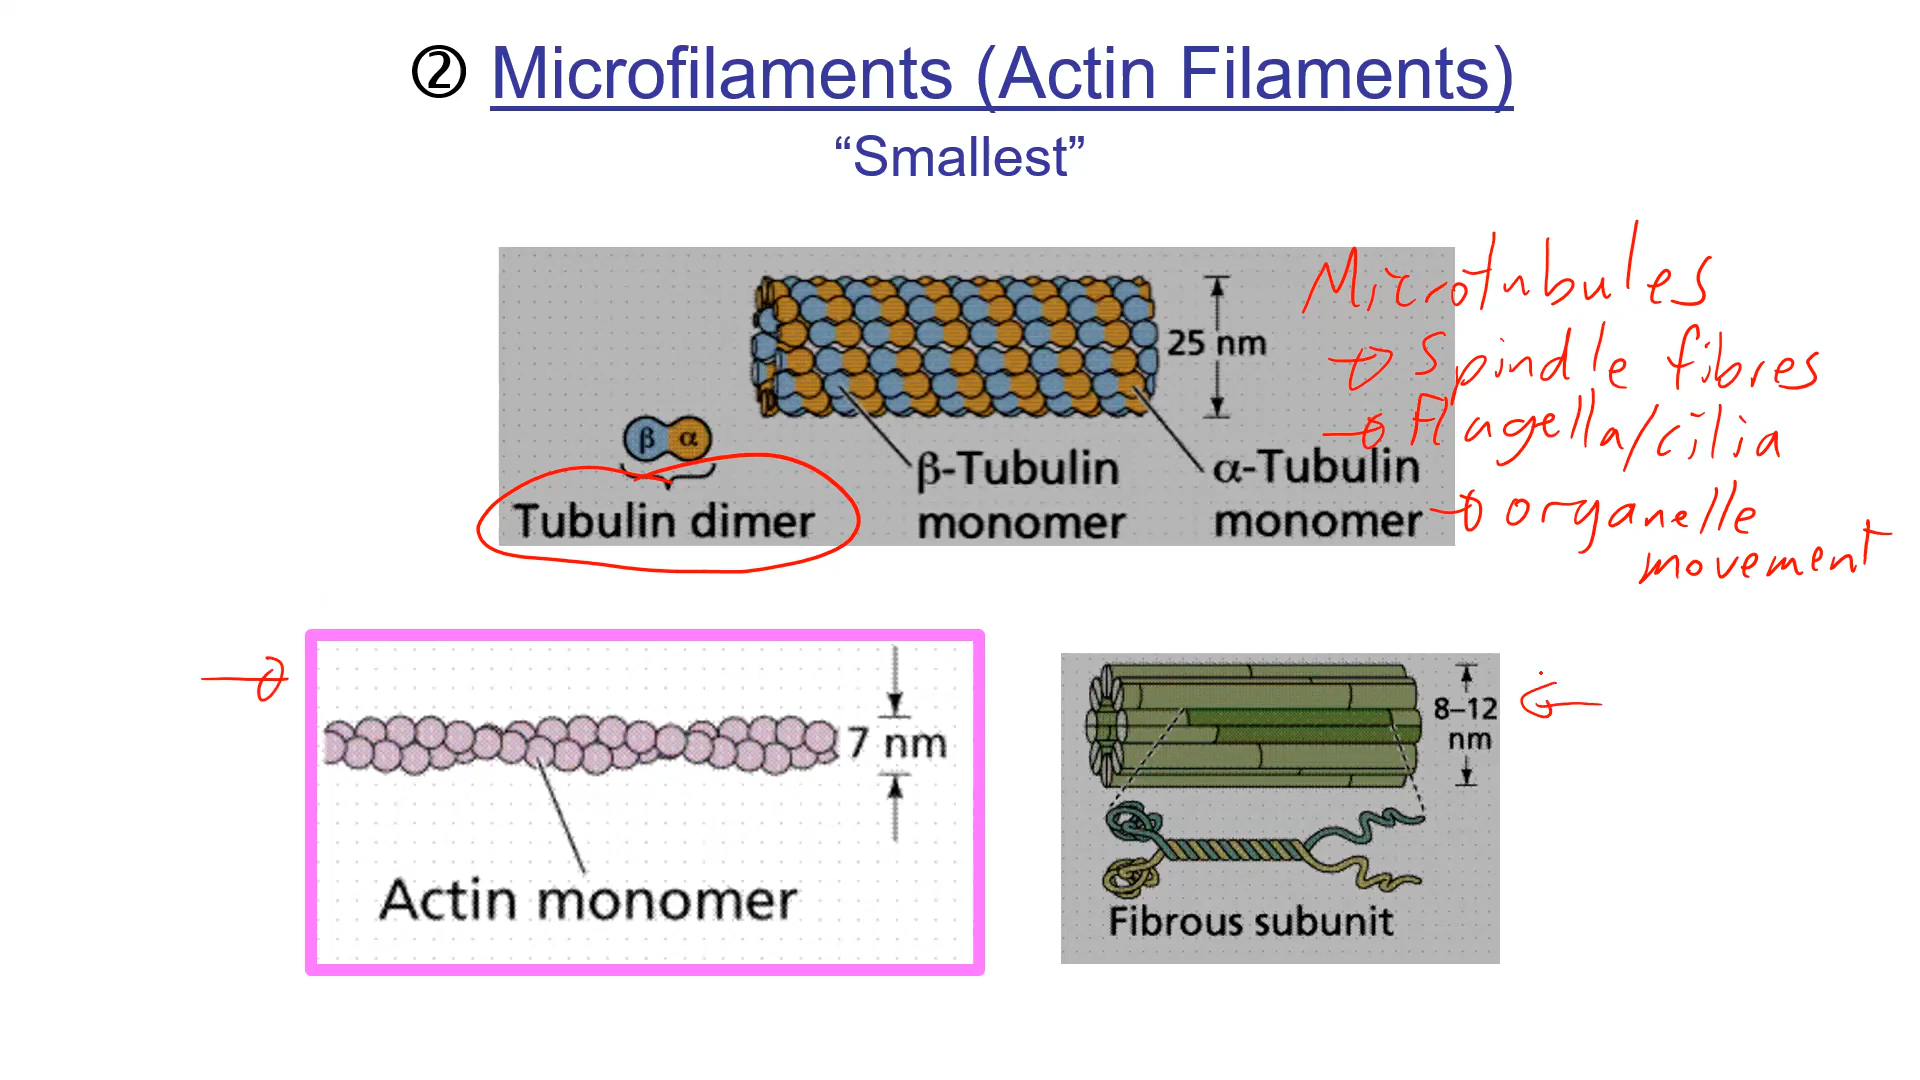 ② Microfilaments (Actin Filaments)
“Smallest”
Microtubules
25 nm
→ Spindle fibres
→ Flagella/cilia
β α
β-Tubulin monomer
α-Tubulin monomer
Tubulin dimer
→ organelle
movement
7 nm
Actin monomer
8–12
nm
Fibrous subunit